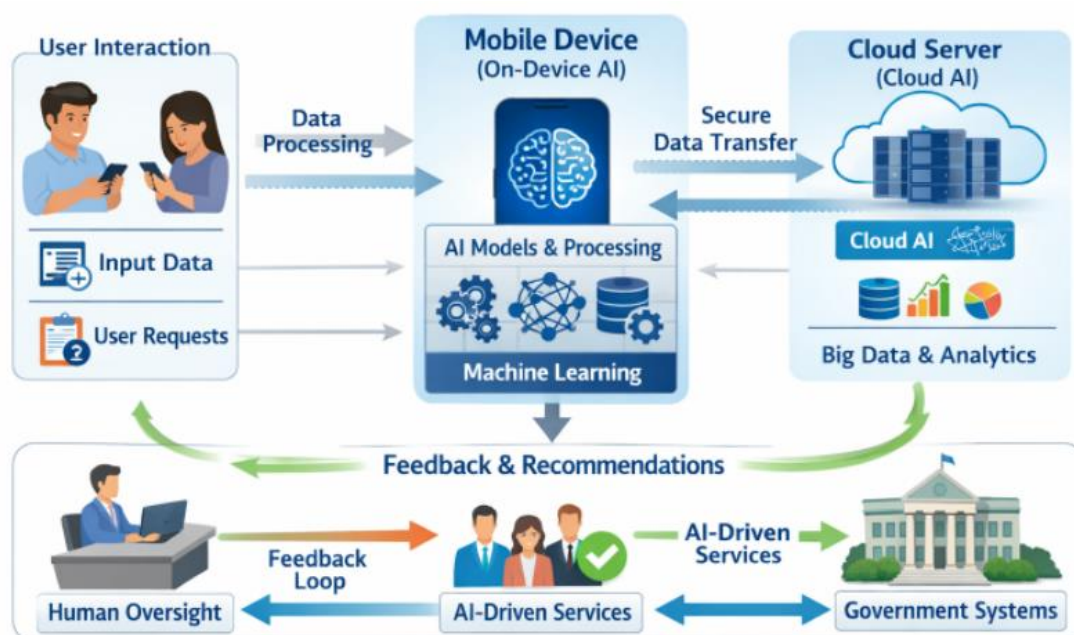 User Interaction
Input Data
User Requests
Data
Processing
Mobile Device
(On-Device AI)
AI Models & Processing
Machine Learning
Secure
Data Transfer
Cloud Server
(Cloud AI)
Cloud AI
Big Data & Analytics
Feedback & Recommendations
Feedback
Loop
AI-Driven
Services
Human Oversight
AI-Driven Services
Government Systems